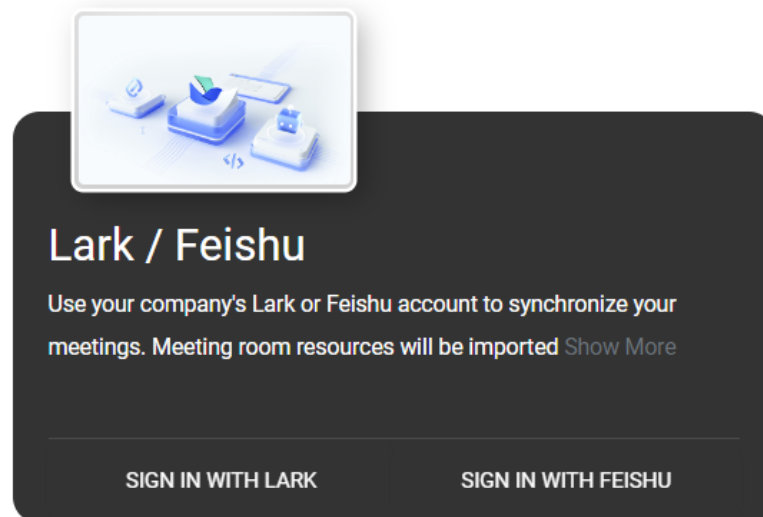 </>
Lark / Feishu
Use your company's Lark or Feishu account to synchronize your
meetings. Meeting room resources will be imported Show More
SIGN IN WITH LARK
SIGN IN WITH FEISHU